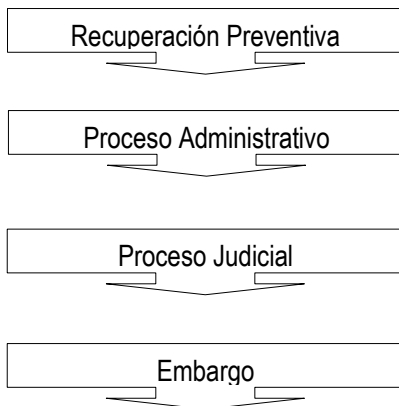 Recuperación Preventiva
Proceso Administrativo
Proceso Judicial
Embargo